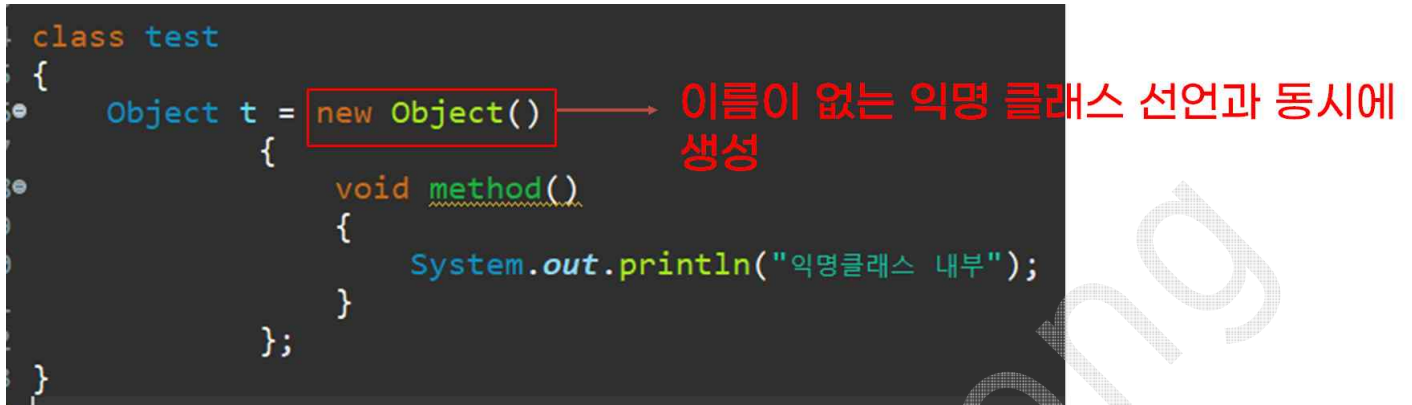 class test
{
Object t = new Object()
이름이 없는 익명 클래스 선언과 동시에
생성
{
void method()
{
System.out.println("익명클래스 내부");
}
};
}
ong